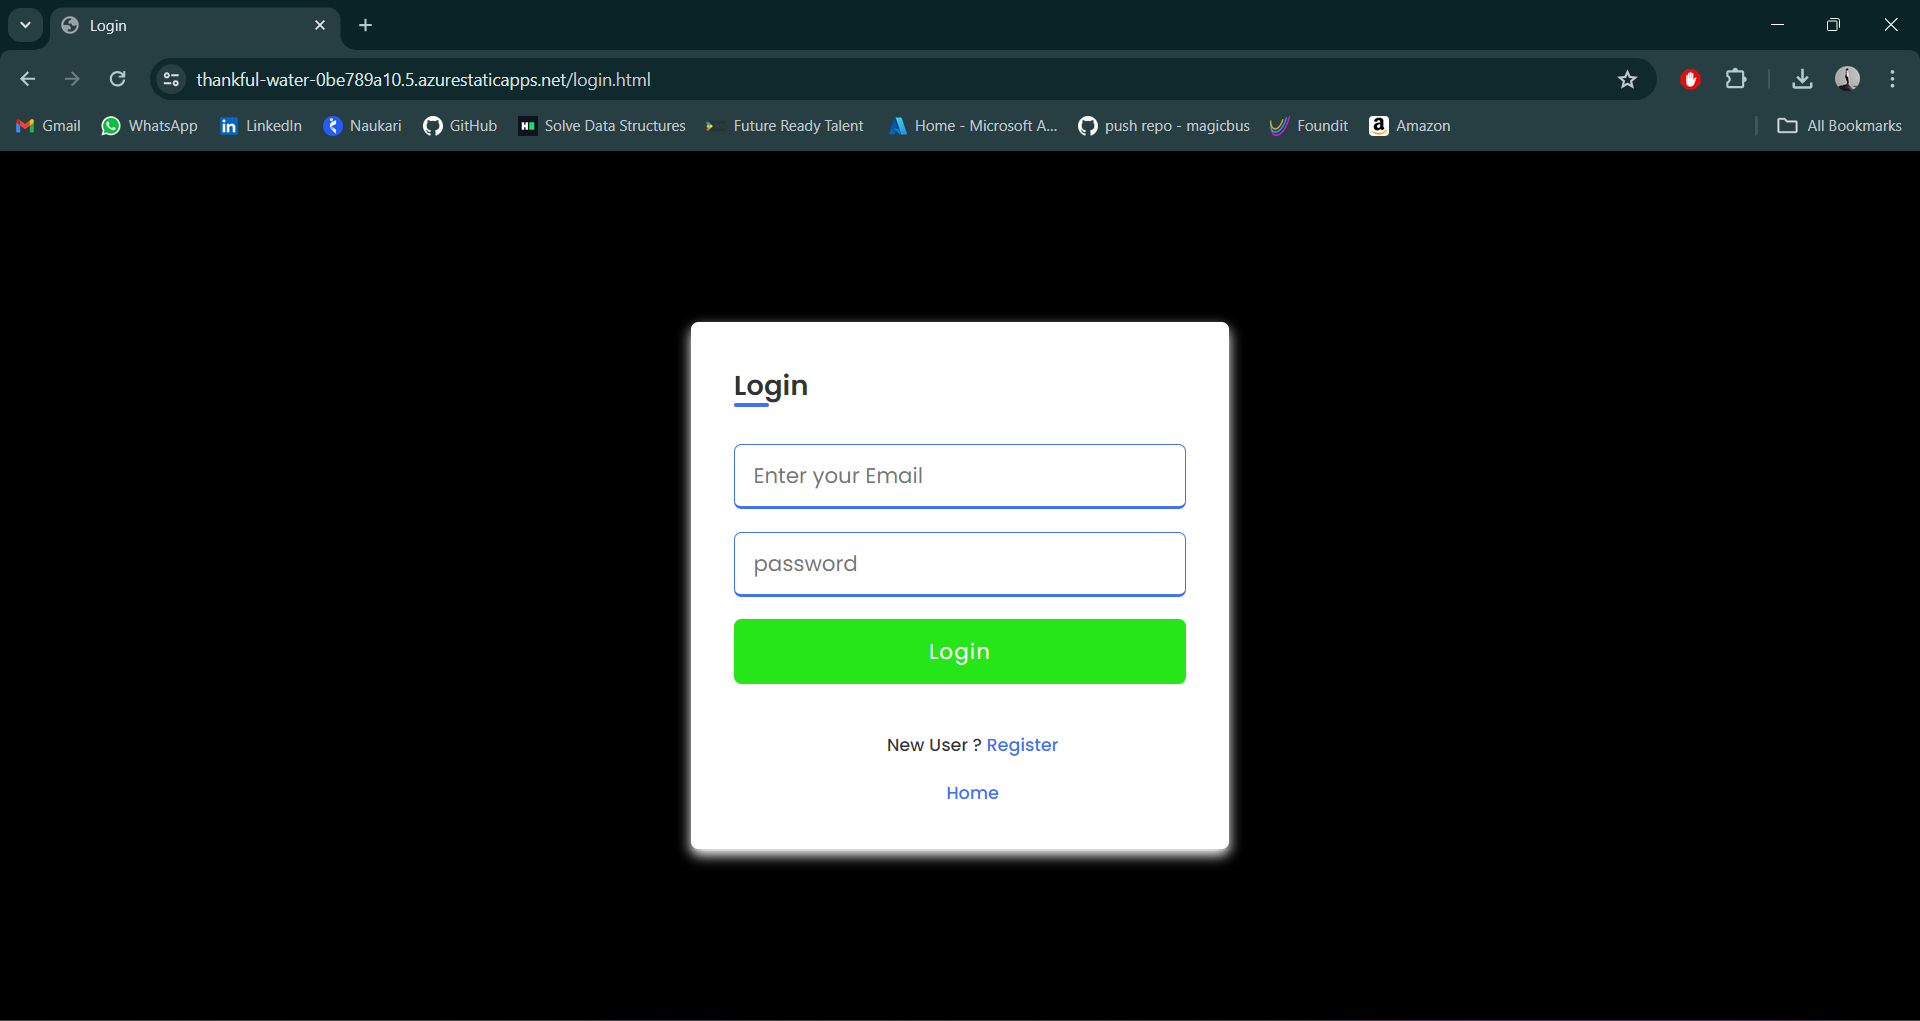 Login
thankful-water-0be789a10.5.azurestaticapps.net/login.html
Gmail WhatsApp LinkedIn Naukari GitHub Solve Data Structures Future Ready Talent Home - Microsoft A... push repo - magicbus Foundit Amazon All Bookmarks
Login
Enter your Email
password
Login
New User ? Register
Home